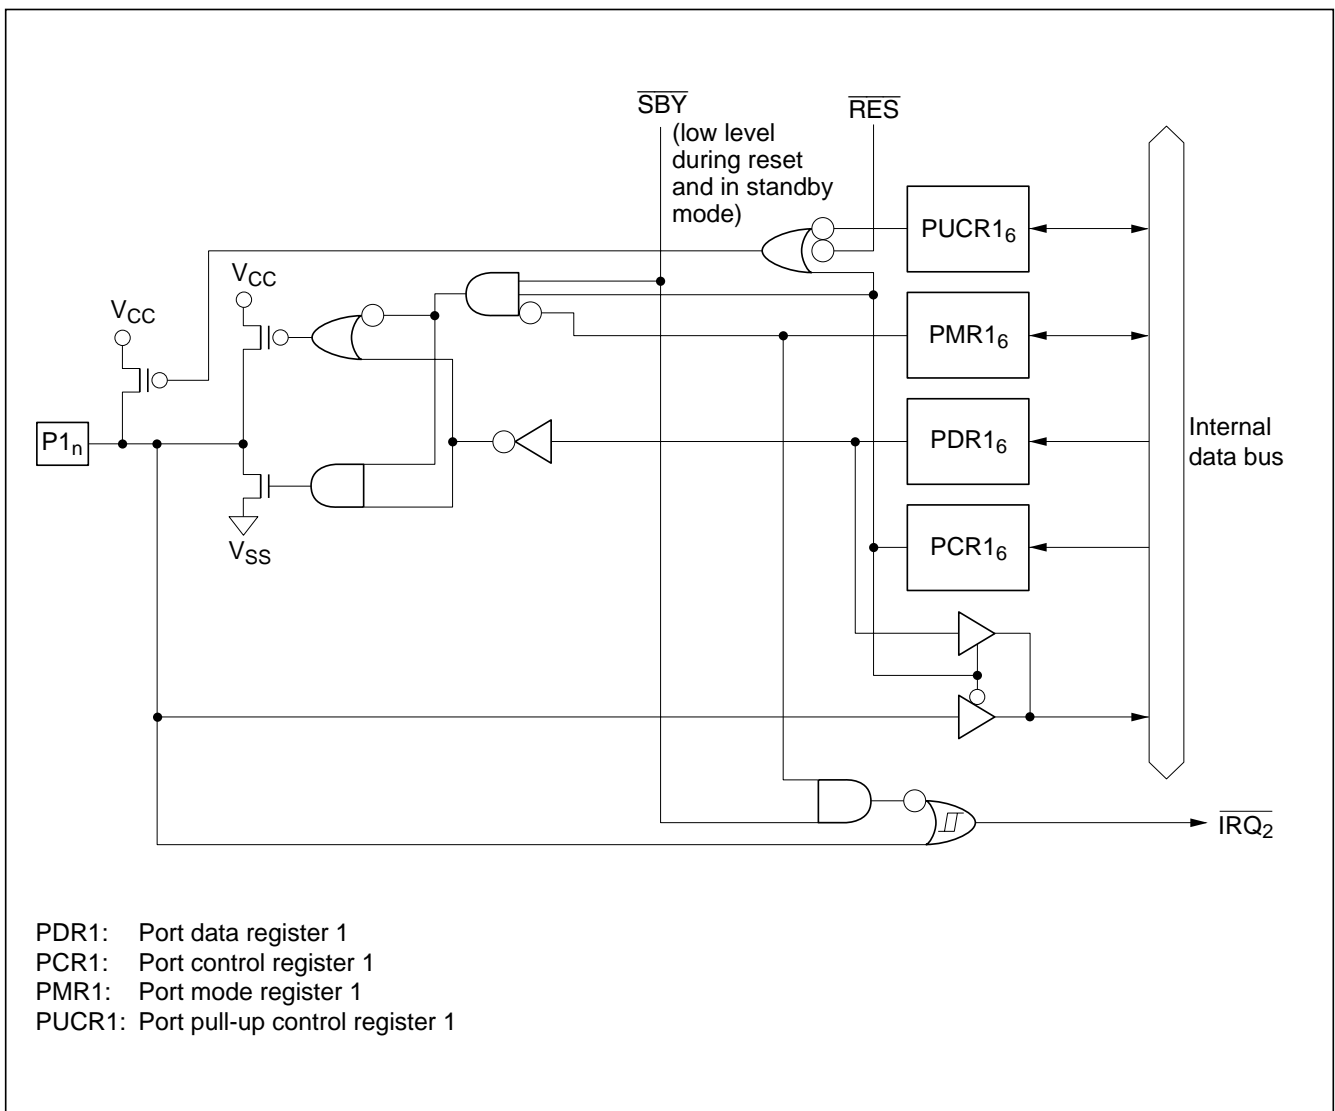 SBY
(low level
during reset
and in standby
mode)
RES
PUCR1₆
VCC
VCC
PMR1₆
P1ₙ
PDR1₆
Internal
data bus
VSS
PCR1₆
IRQ₂
PDR1: Port data register 1
PCR1: Port control register 1
PMR1: Port mode register 1
PUCR1: Port pull-up control register 1